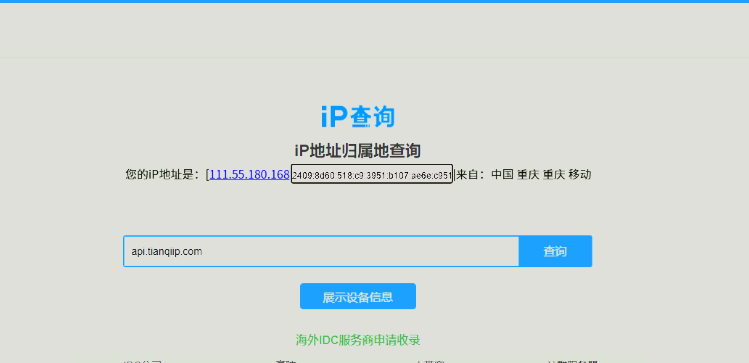 iP查询
iP地址归属地查询
您的iP地址是：[111.55.180.168 2409:8d60:518:c9:3951:b107:ae6e:c951]来自：中国 重庆 重庆 移动
api.tianqiip.com 查询
展示设备信息
海外IDC服务商申请收录